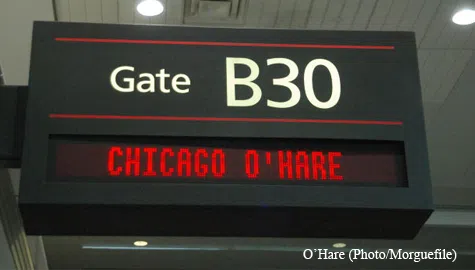 Gate B30
CHICAGO O'HARE
O'Hare (Photo/Morguefile)